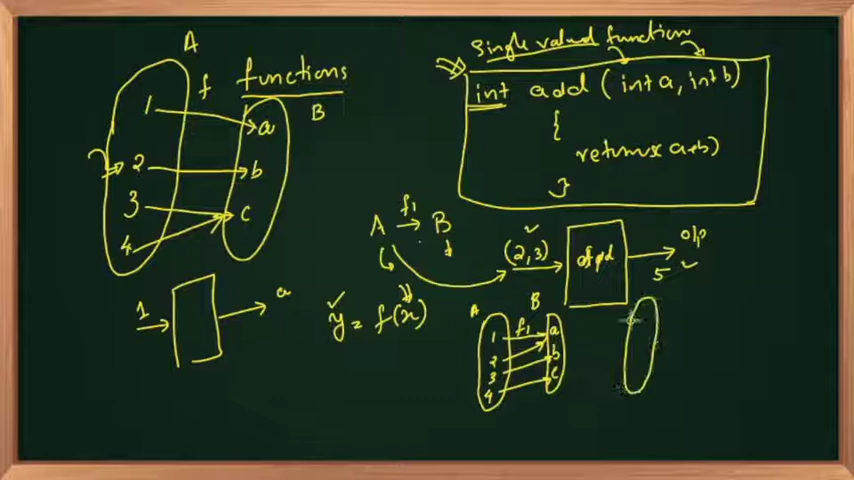 A
f
functions
B
1
a
2
b
3
c
4
1
a
single valued function
int add (int a, int b)
{
return (a+b)
}
A f1 B
y = f(x)
(2,3)
add
o/p
5
A
B
f1
1
2
3
4
a
b
c